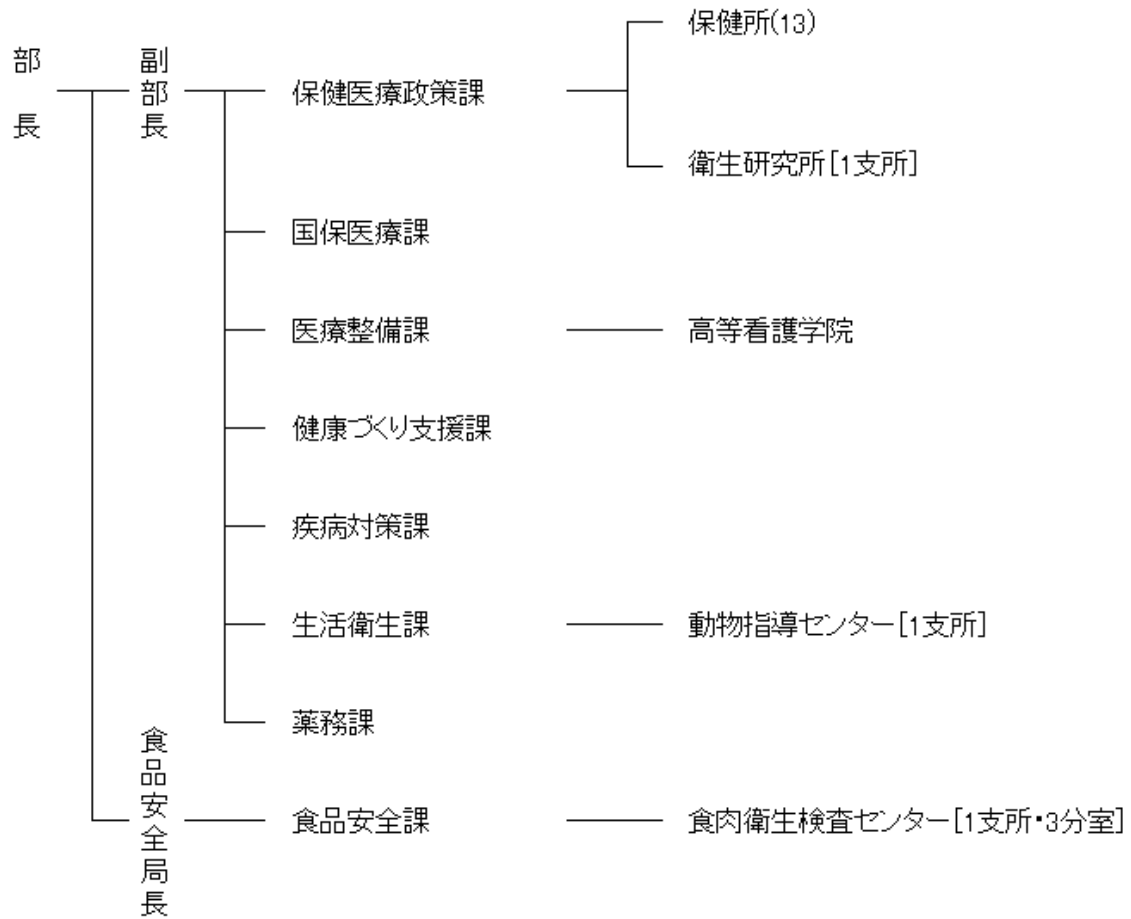 部長
副部長
保健医療政策課
保健所(13)
衛生研究所[1支所]
国保医療課
医療整備課
高等看護学院
健康づくり支援課
疾病対策課
生活衛生課
動物指導センター[1支所]
薬務課
食品安全局長
食品安全課
食肉衛生検査センター[1支所・3分室]